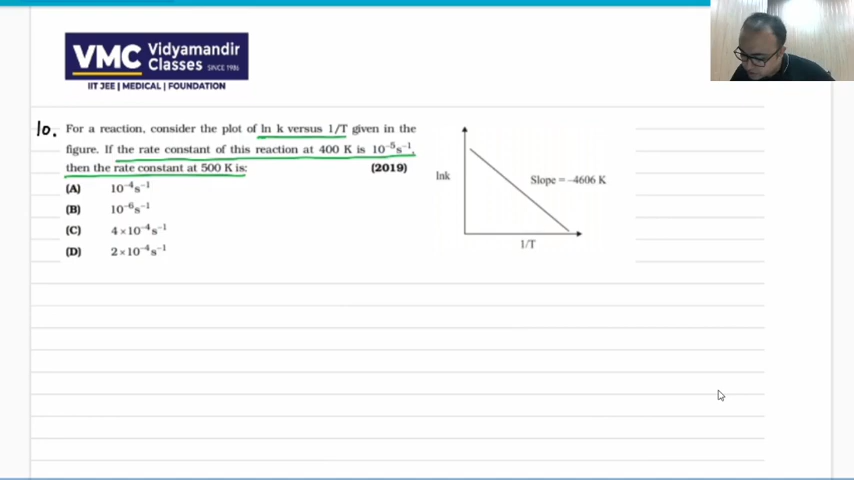 VMC Vidyamandir Classes SINCE 1986
IIT JEE | MEDICAL | FOUNDATION
10. For a reaction, consider the plot of ln k versus 1/T given in the
figure. If the rate constant of this reaction at 400 K is 10⁻⁵s⁻¹,
then the rate constant at 500 K is: (2019)
(A) 10⁻⁴s⁻¹
(B) 10⁻⁶s⁻¹
(C) 4×10⁻⁴s⁻¹
(D) 2×10⁻⁴s⁻¹
lnk
Slope = –4606 K
1/T